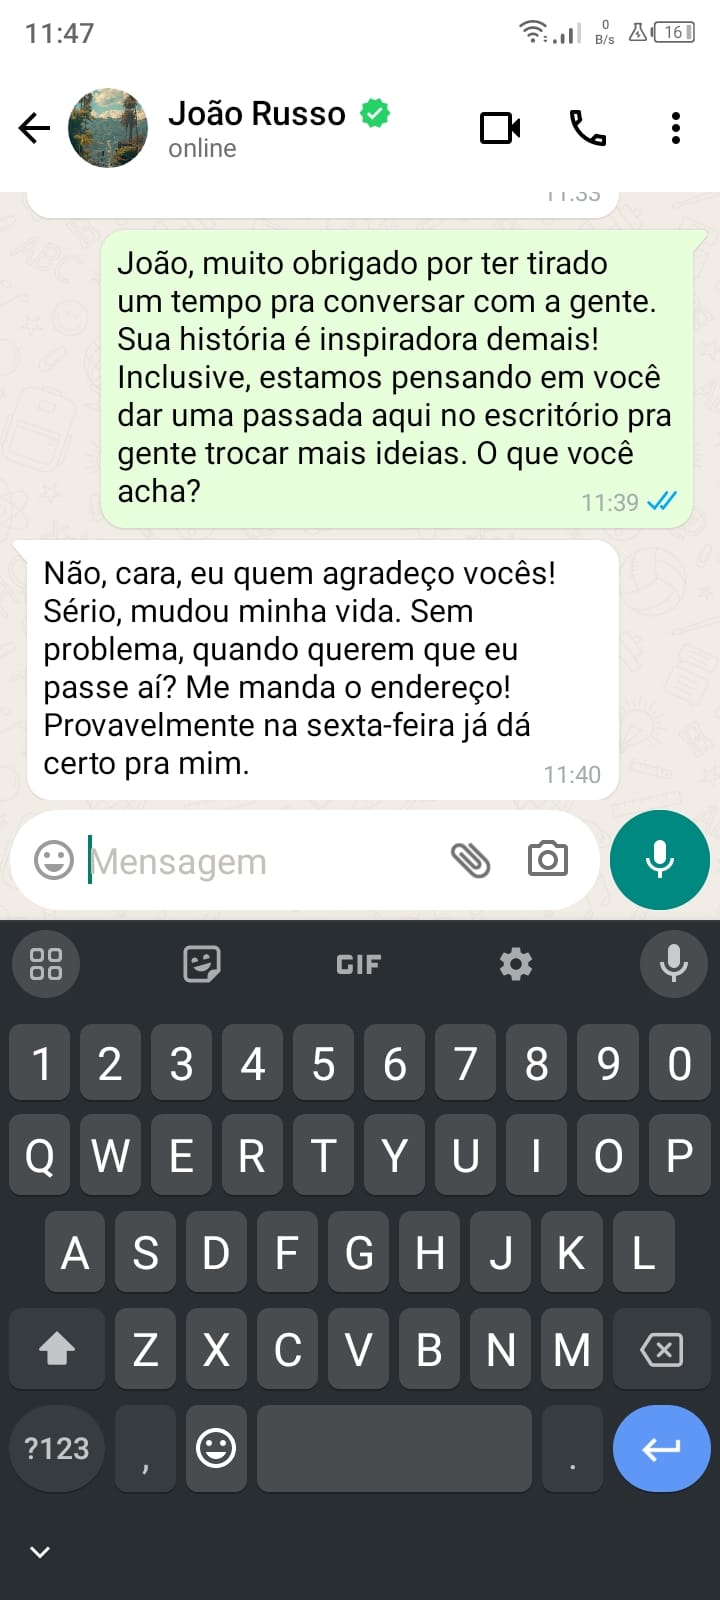 11:47
0
B/s
16
João Russo
online
11:33
João, muito obrigado por ter tirado
um tempo pra conversar com a gente.
Sua história é inspiradora demais!
Inclusive, estamos pensando em você
dar uma passada aqui no escritório pra
gente trocar mais ideias. O que você
acha?
11:39
Não, cara, eu quem agradeço vocês!
Sério, mudou minha vida. Sem
problema, quando querem que eu
passe aí? Me manda o endereço!
Provavelmente na sexta-feira já dá
certo pra mim.
11:40
Mensagem
GIF
1 2 3 4 5 6 7 8 9 0
Q W E R T Y U I O P
A S D F G H J K L
Z X C V B N M
?123 , .